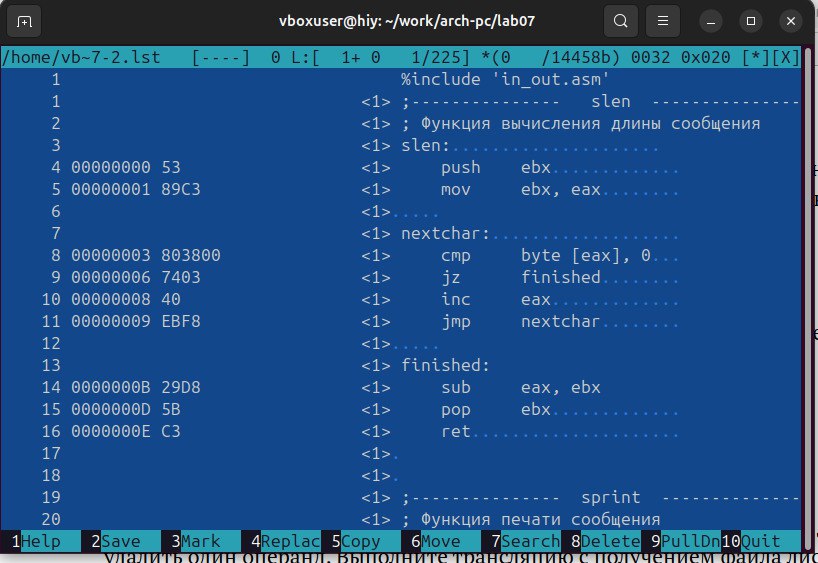 vboxuser@hiy: ~/work/arch-pc/lab07
/home/vb~7-2.lst [----] 0 L:[ 1+ 0 1/225] *(0 /14458b) 0032 0x020 [*][X]
1 %include 'in_out.asm'
1 <1> ;--------------- slen ---------------
2 <1> ; Функция вычисления длины сообщения
3 <1> slen:.....................
4 00000000 53 <1> push ebx.............
5 00000001 89C3 <1> mov ebx, eax........
6 <1>.....
7 <1> nextchar:...................
8 00000003 803800 <1> cmp byte [eax], 0...
9 00000006 7403 <1> jz finished........
10 00000008 40 <1> inc eax.............
11 00000009 EBF8 <1> jmp nextchar........
12 <1>.....
13 <1> finished:
14 0000000B 29D8 <1> sub eax, ebx
15 0000000D 5B <1> pop ebx.............
16 0000000E C3 <1> ret.....................
17 <1>.
18 <1>.
19 <1> ;--------------- sprint --------------
20 <1> ; Функция печати сообщения
1Help 2Save 3Mark 4Replac 5Copy 6Move 7Search 8Delete 9PullDn 10Quit
удалить один операнд. Выполните трансляцию с получением файла лис